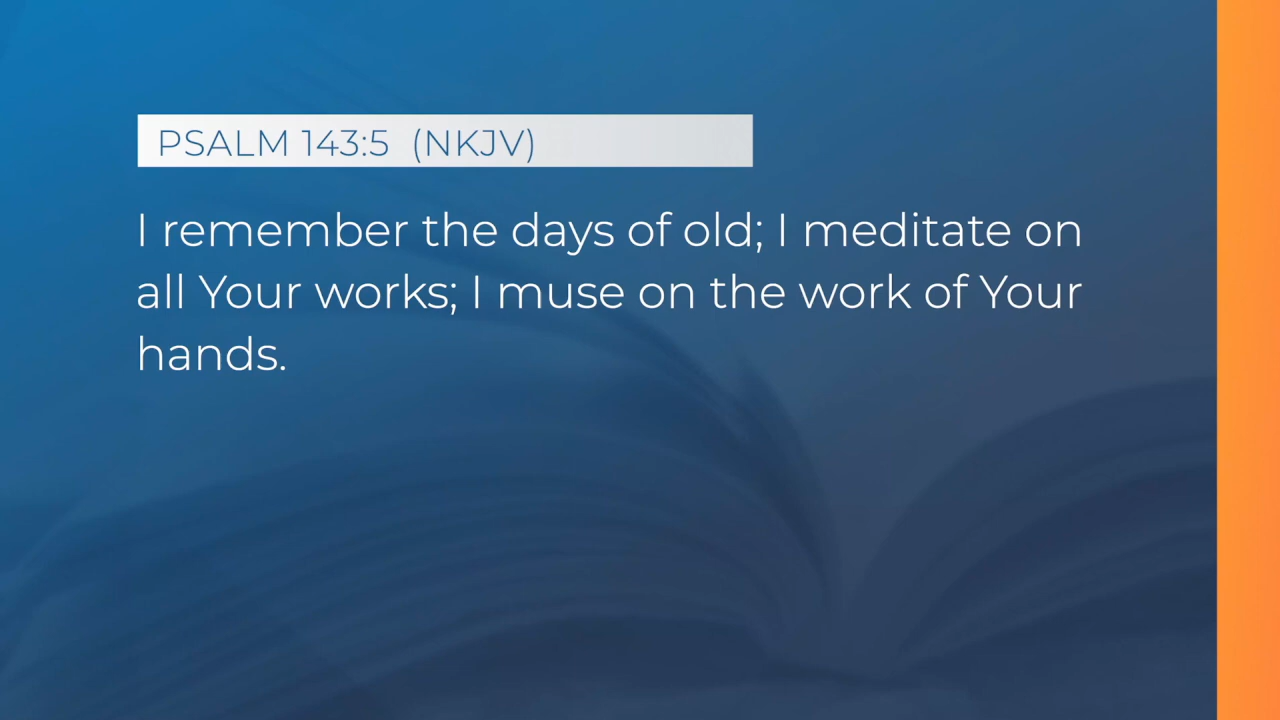 PSALM 143:5 (NKJV)
I remember the days of old; I meditate on
all Your works; I muse on the work of Your
hands.